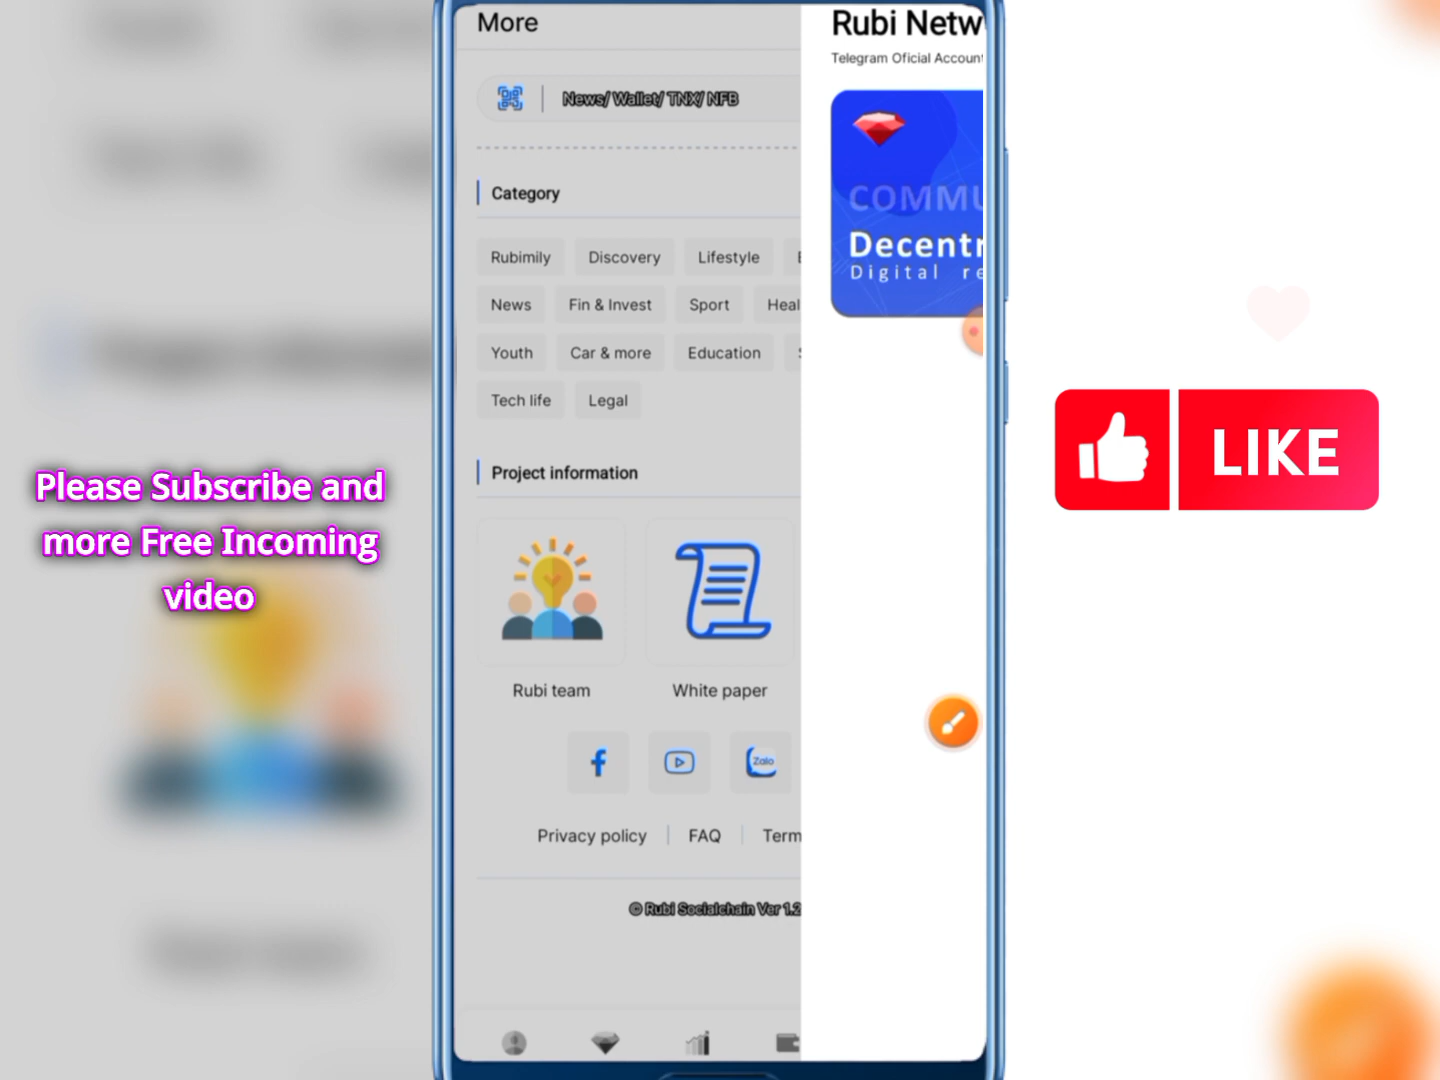 More
News/ Wallet/ TNX/ NFB
Category
Rubimily
Discovery
Lifestyle
News
Fin & Invest
Sport
Heal
Youth
Car & more
Education
Tech life
Legal
Project information
Rubi team
White paper
Zalo
Privacy policy
FAQ
Term
© Rubi Socialchain Ver 1.2
Rubi Netw
Telegram Oficial Account
COMMU
Decentr
Digital re
Please Subscribe and
more Free Incoming
video
LIKE